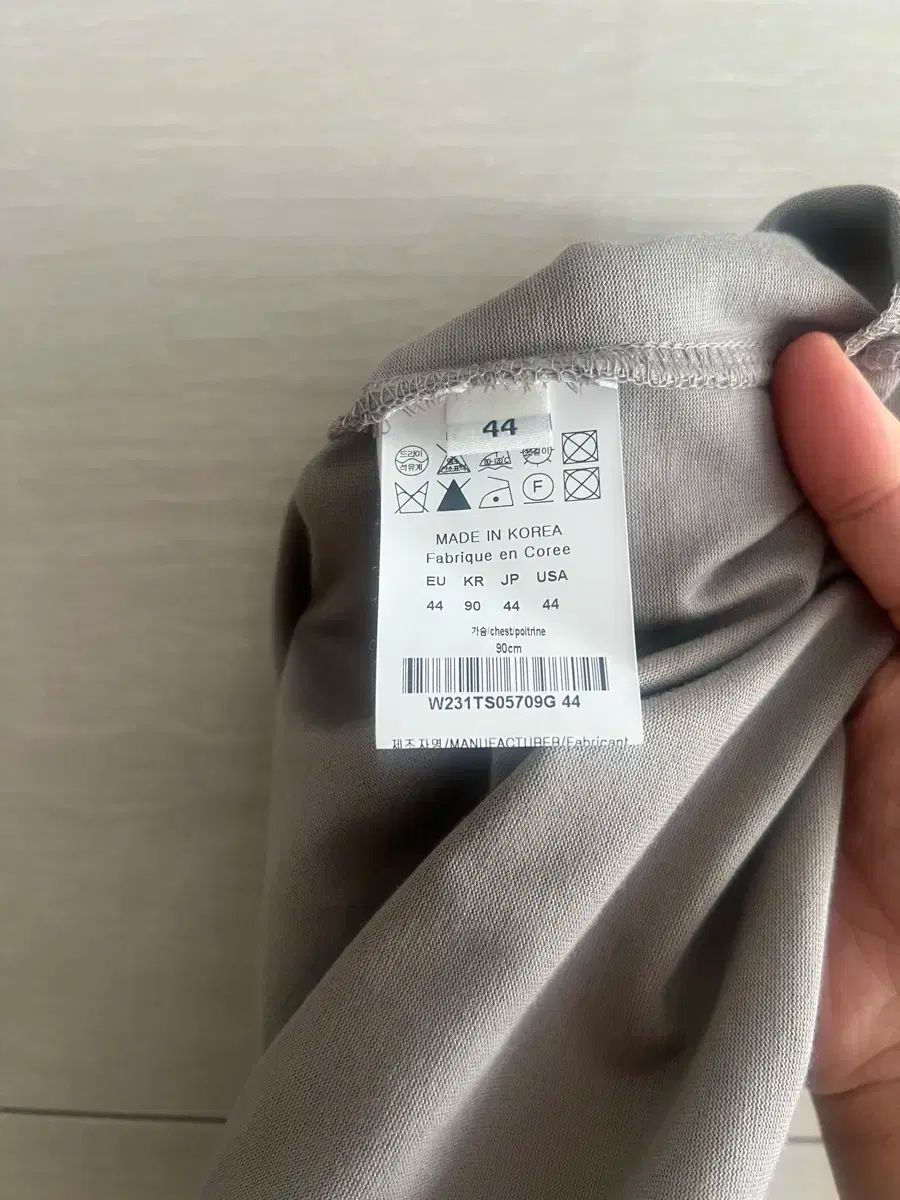 44
드라이
석유계
MADE IN KOREA
Fabrique en Coree
EU KR JP USA
44 90 44 44
가슴/chest/poitrine
90cm
W231TS05709G 44
제조자명/MANUFACTURER/Fabricant
F